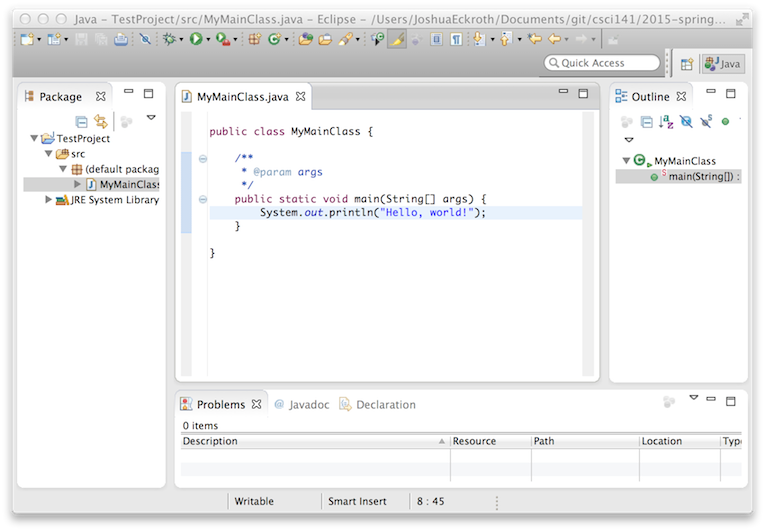 Java – TestProject/src/MyMainClass.java – Eclipse – /Users/JoshuaEckroth/Documents/git/csci141/2015-spring...
Quick Access
Java
Package
TestProject
src
(default packag
MyMainClass
JRE System Library
MyMainClass.java
public class MyMainClass {
/**
* @param args
*/
public static void main(String[] args) {
System.out.println("Hello, world!");
}
}
Outline
MyMainClass
main(String[]) :
Problems
Javadoc
Declaration
0 items
Description Resource Path Location Type
Writable Smart Insert 8 : 45